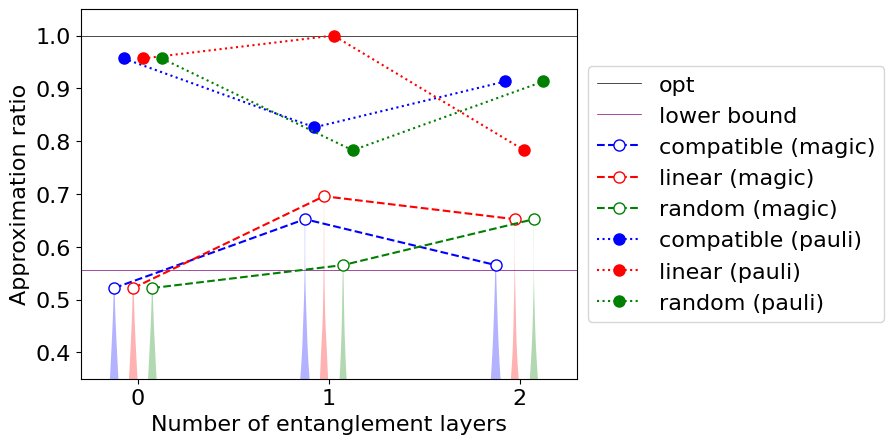 Approximation ratio
1.0
0.9
0.8
0.7
0.6
0.5
0.4
0
1
2
Number of entanglement layers
opt
lower bound
compatible (magic)
linear (magic)
random (magic)
compatible (pauli)
linear (pauli)
random (pauli)